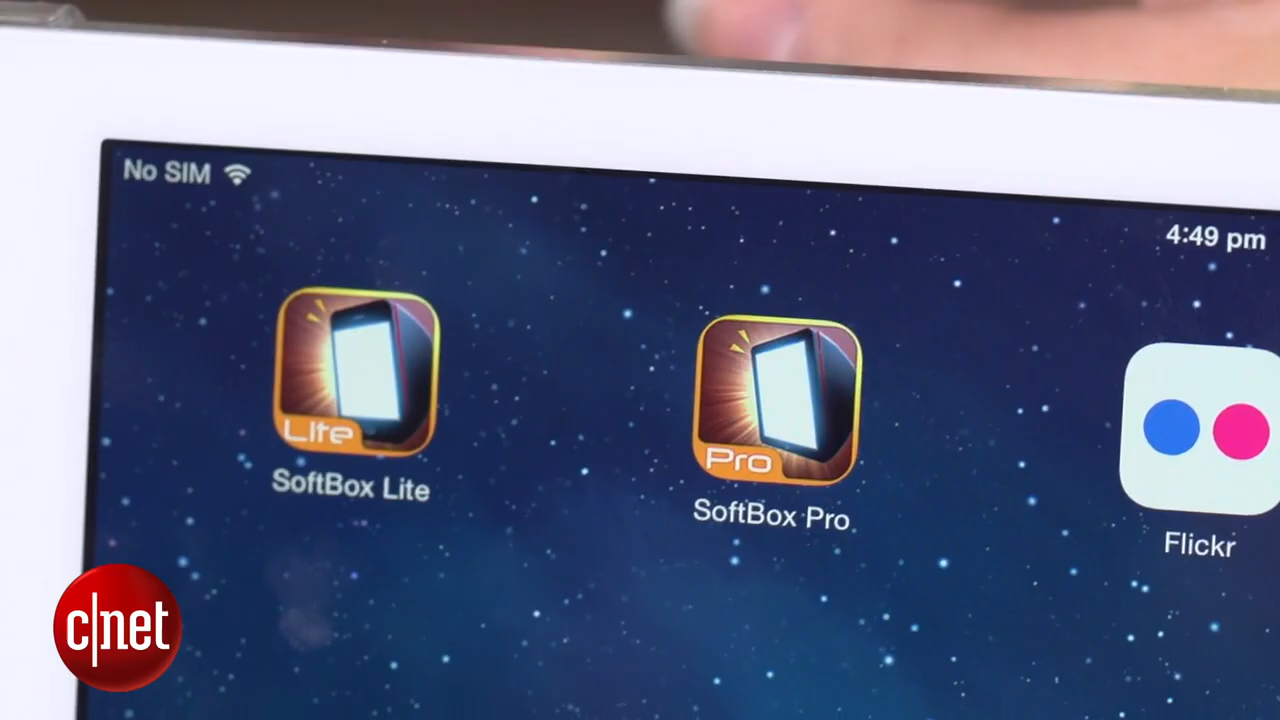 No SIM
4:49 pm
Lite
SoftBox Lite
Pro
SoftBox Pro
Flickr
c|net